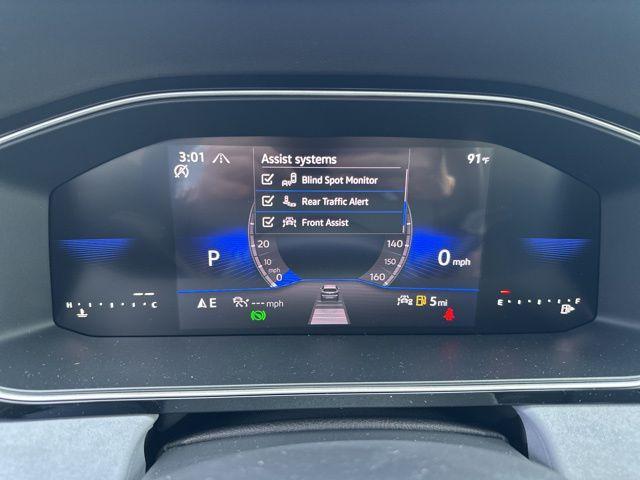 3:01
Assist systems
91°F
Blind Spot Monitor
Rear Traffic Alert
Front Assist
20
140
10
150
mph
0
160
P
0 mph
H C
E F
E
--- mph
2
5 mi